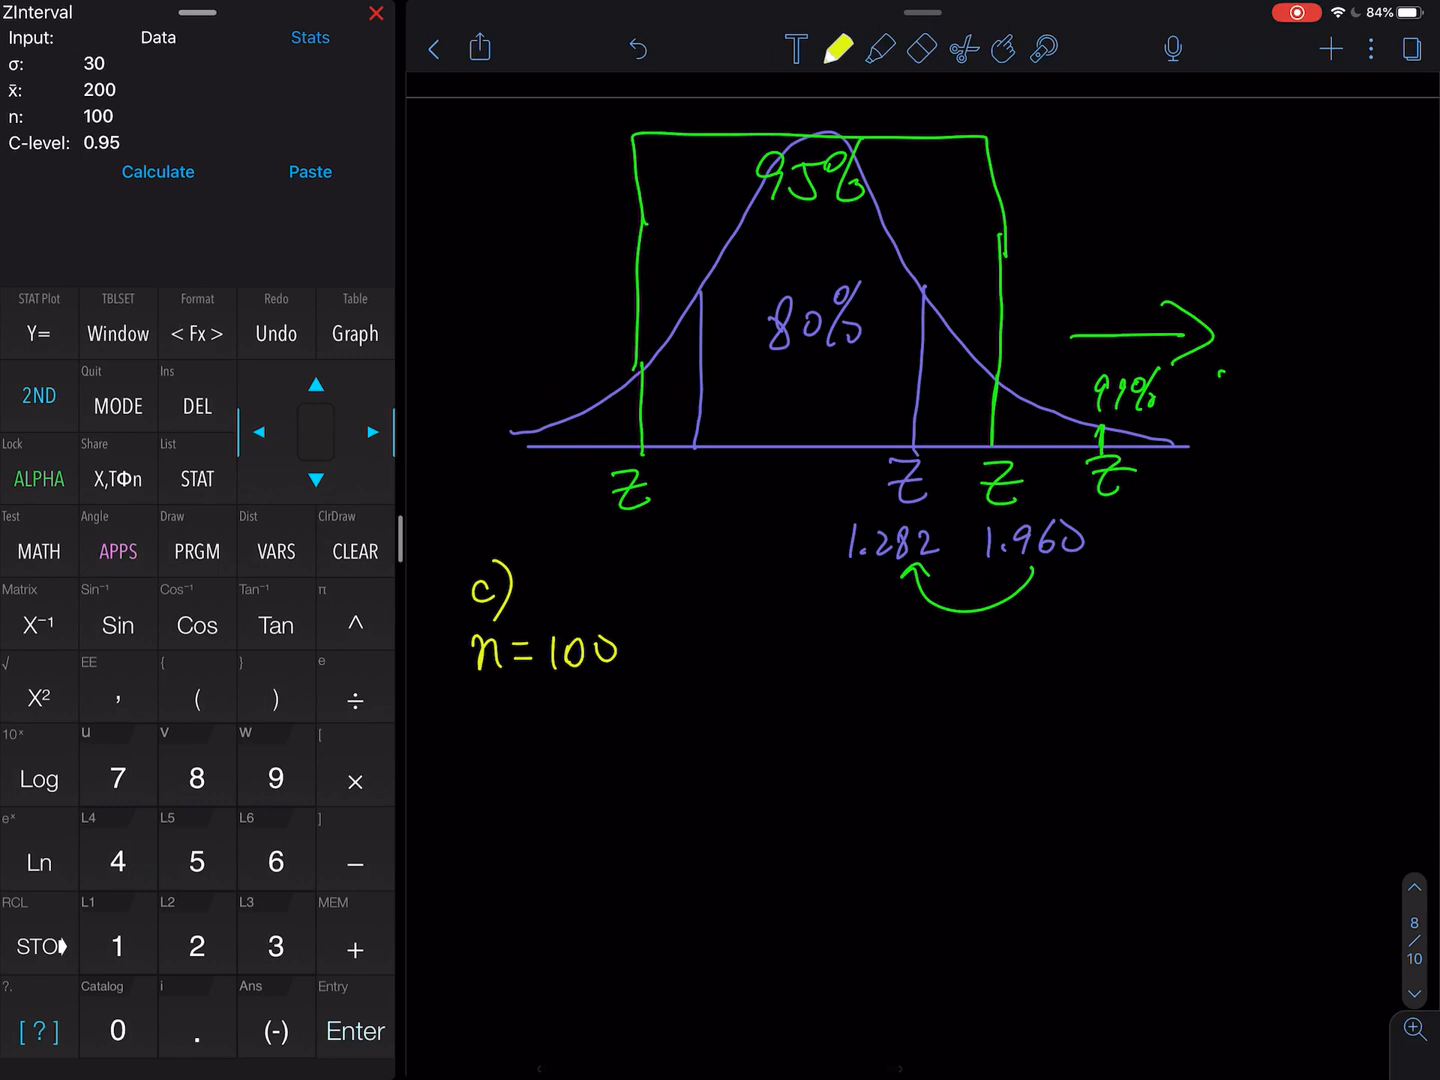 ZInterval
Input: Data Stats
σ: 30
x̄: 200
n: 100
C-level: 0.95
Calculate Paste
84%
STAT Plot TBLSET Format Redo Table
Y= Window < Fx > Undo Graph
Quit Ins
2ND MODE DEL
Lock Share List
ALPHA X,TΦn STAT
Test Angle Draw Dist ClrDraw
MATH APPS PRGM VARS CLEAR
Matrix Sin⁻¹ Cos⁻¹ Tan⁻¹ π
X⁻¹ Sin Cos Tan ^
√ EE { } e
X² , ( ) ÷
10ˣ u v w [
Log 7 8 9 ×
eˣ L4 L5 L6 ]
Ln 4 5 6 −
RCL L1 L2 L3 MEM
STO 1 2 3 +
?. Catalog i Ans Entry
[ ? ] 0 . (-) Enter
95%
80%
99%
Z Z Z Z
1.282 1.960
c)
n = 100
8
/
10